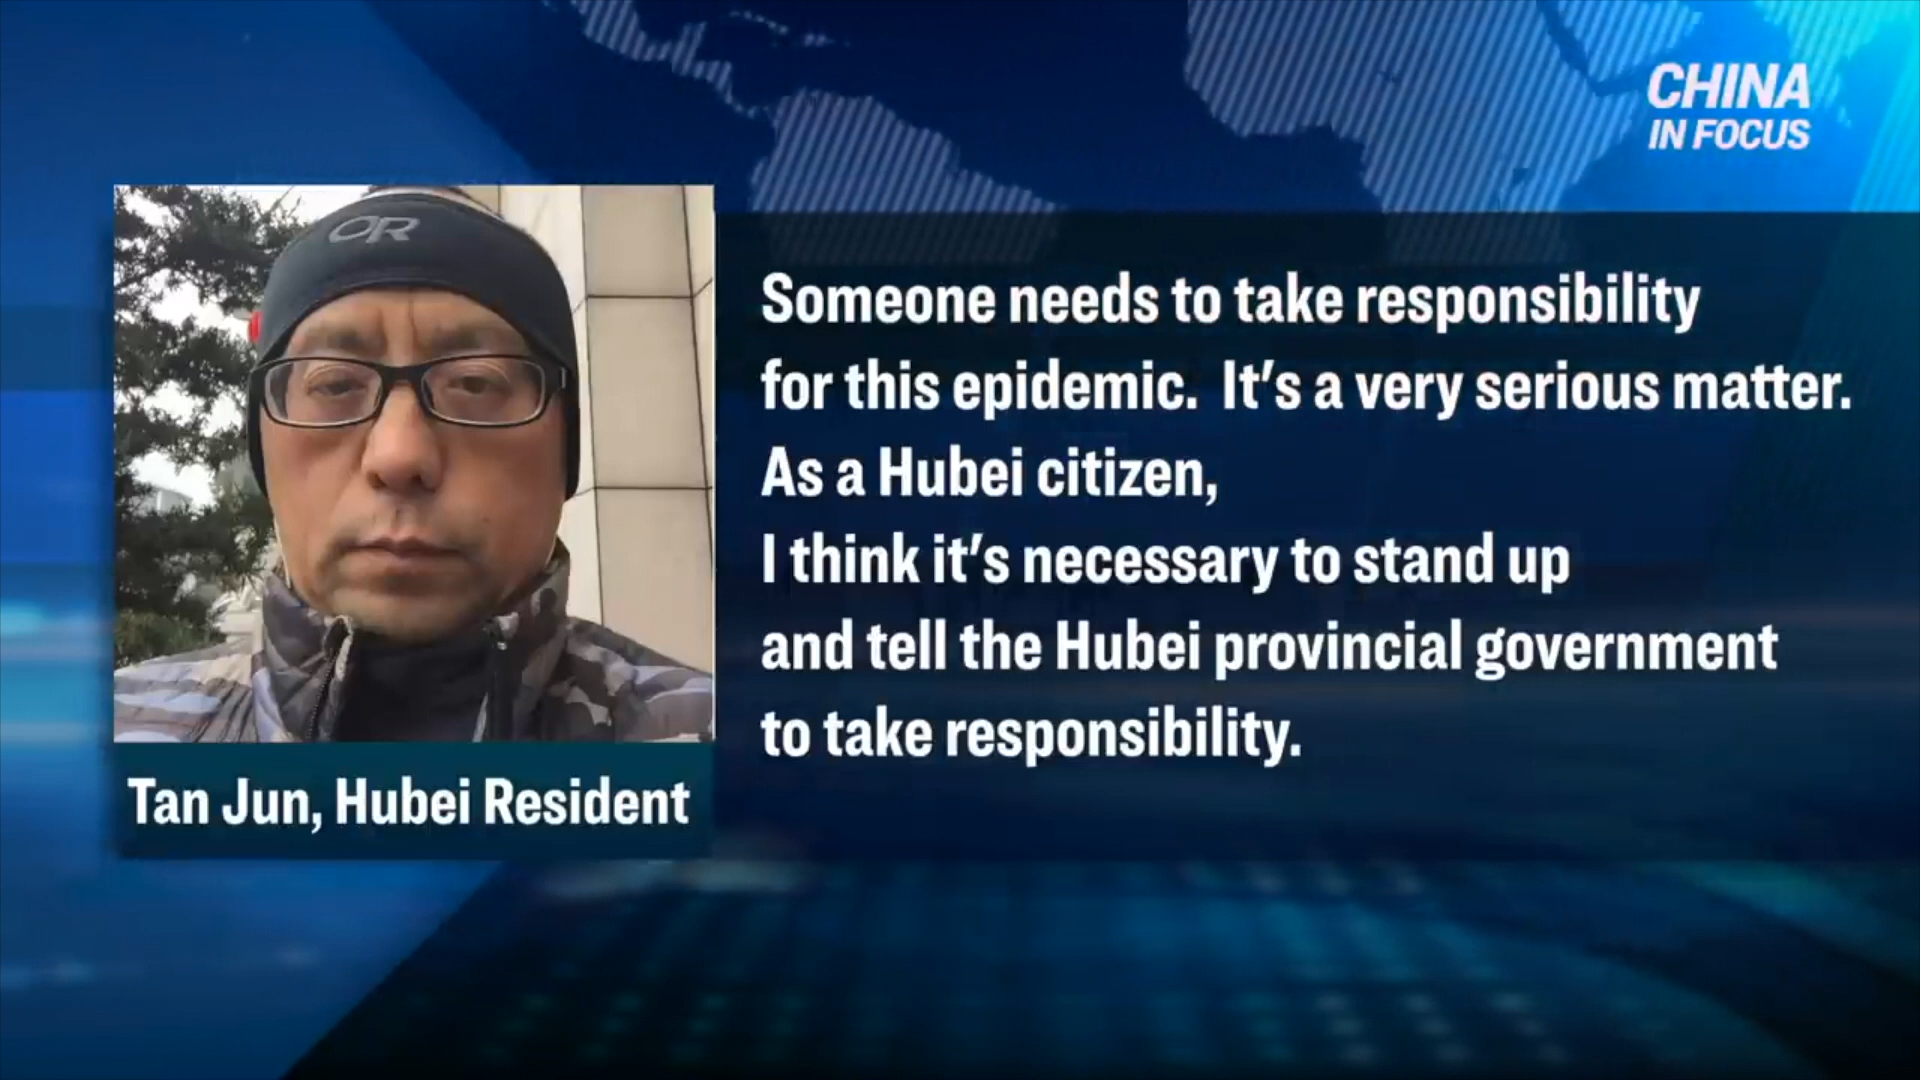 CHINA
IN FOCUS
OR
Someone needs to take responsibility
for this epidemic. It's a very serious matter.
As a Hubei citizen,
I think it's necessary to stand up
and tell the Hubei provincial government
to take responsibility.
Tan Jun, Hubei Resident